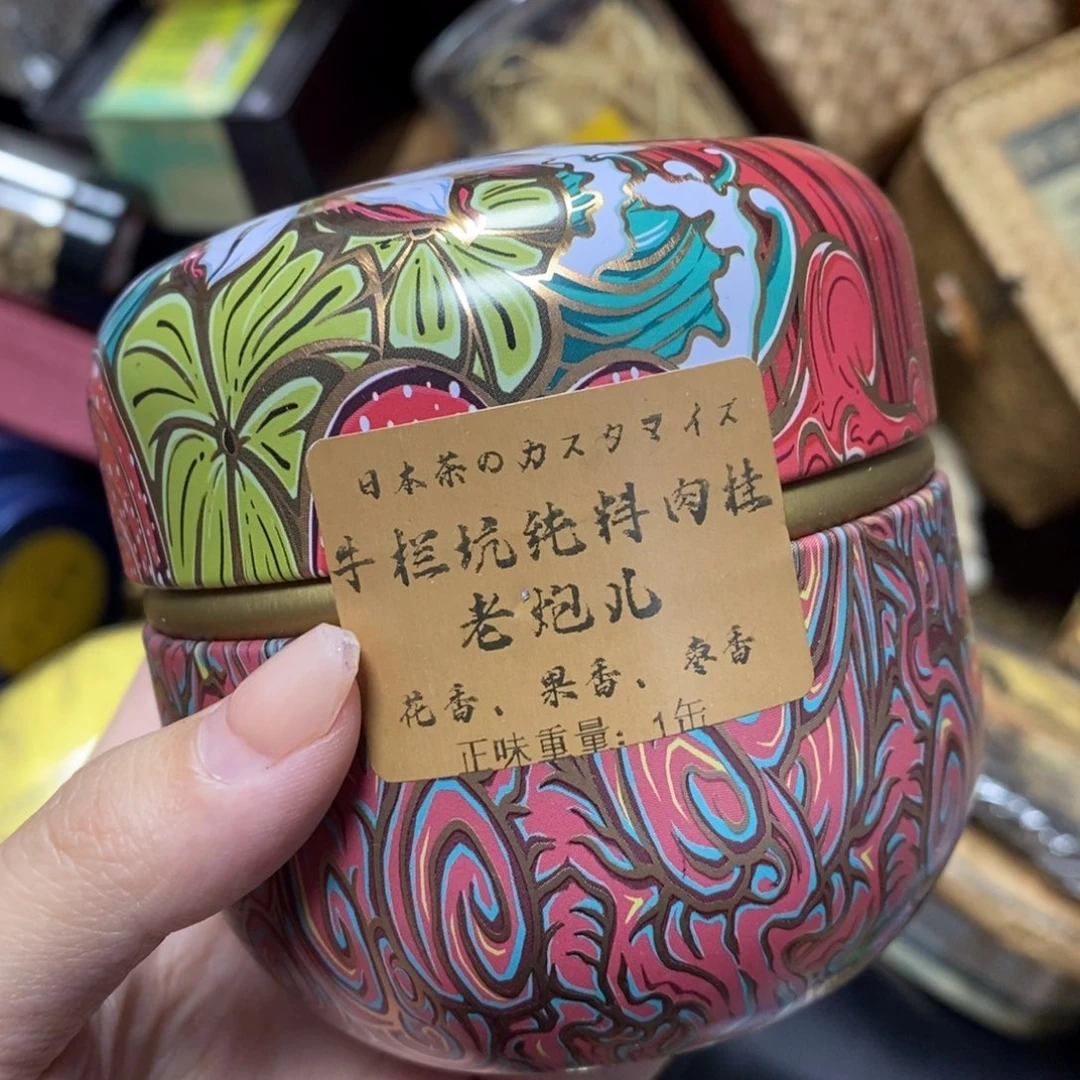 日本茶のカスタマイズ
牛栏坑纯料肉桂
老炮儿
花香、果香、枣香
正味重量:1缶